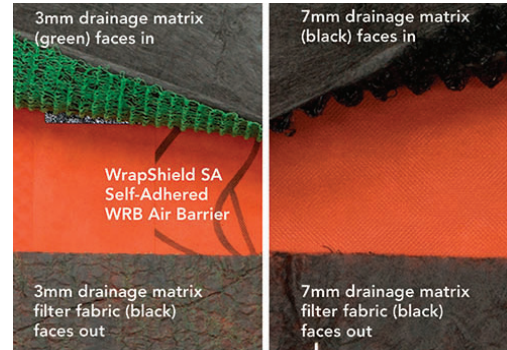 3mm drainage matrix
(green) faces in
WrapShield SA
Self-Adhered
WRB Air Barrier
3mm drainage matrix
filter fabric (black)
faces out
7mm drainage matrix
(black) faces in
7mm drainage matrix
filter fabric (black)
faces out